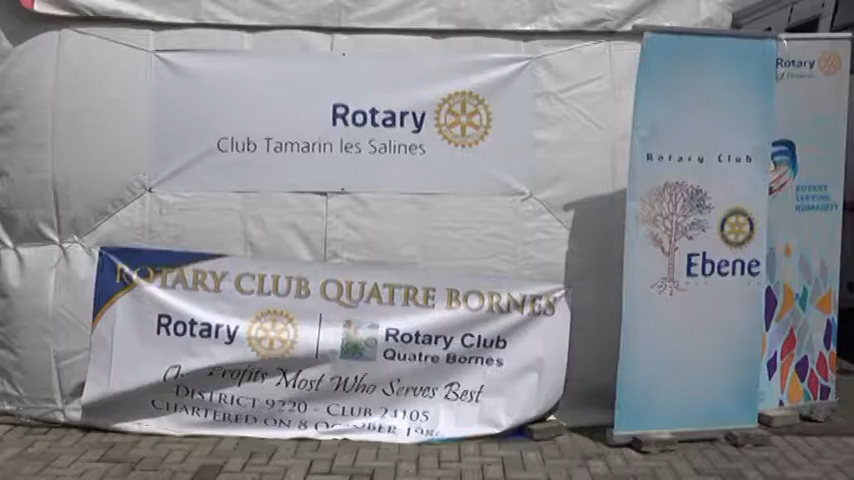 Rotary
Club Tamarin les Salines
ROTARY CLUB QUATRE BORNES
Rotary
Rotary Club
Quatre Bornes
Profits Most Who Serves Best
DISTRICT 9220 - CLUB 24105
CHARTERED ON 8 OCTOBER
Rotary Club
Ebene
Rotary
ROTARY
SERVING
HUMANITY